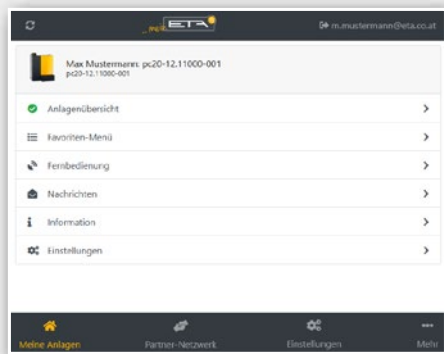 mein ETA
m.mustermann@eta.co.at
Max Mustermann: pc20-12.11000-001
pc20-12.11000-001
Anlagenübersicht
Favoriten-Menü
Fernbedienung
Nachrichten
Information
Einstellungen
Meine Anlagen
Partner-Netzwerk
Einstellungen
Mehr